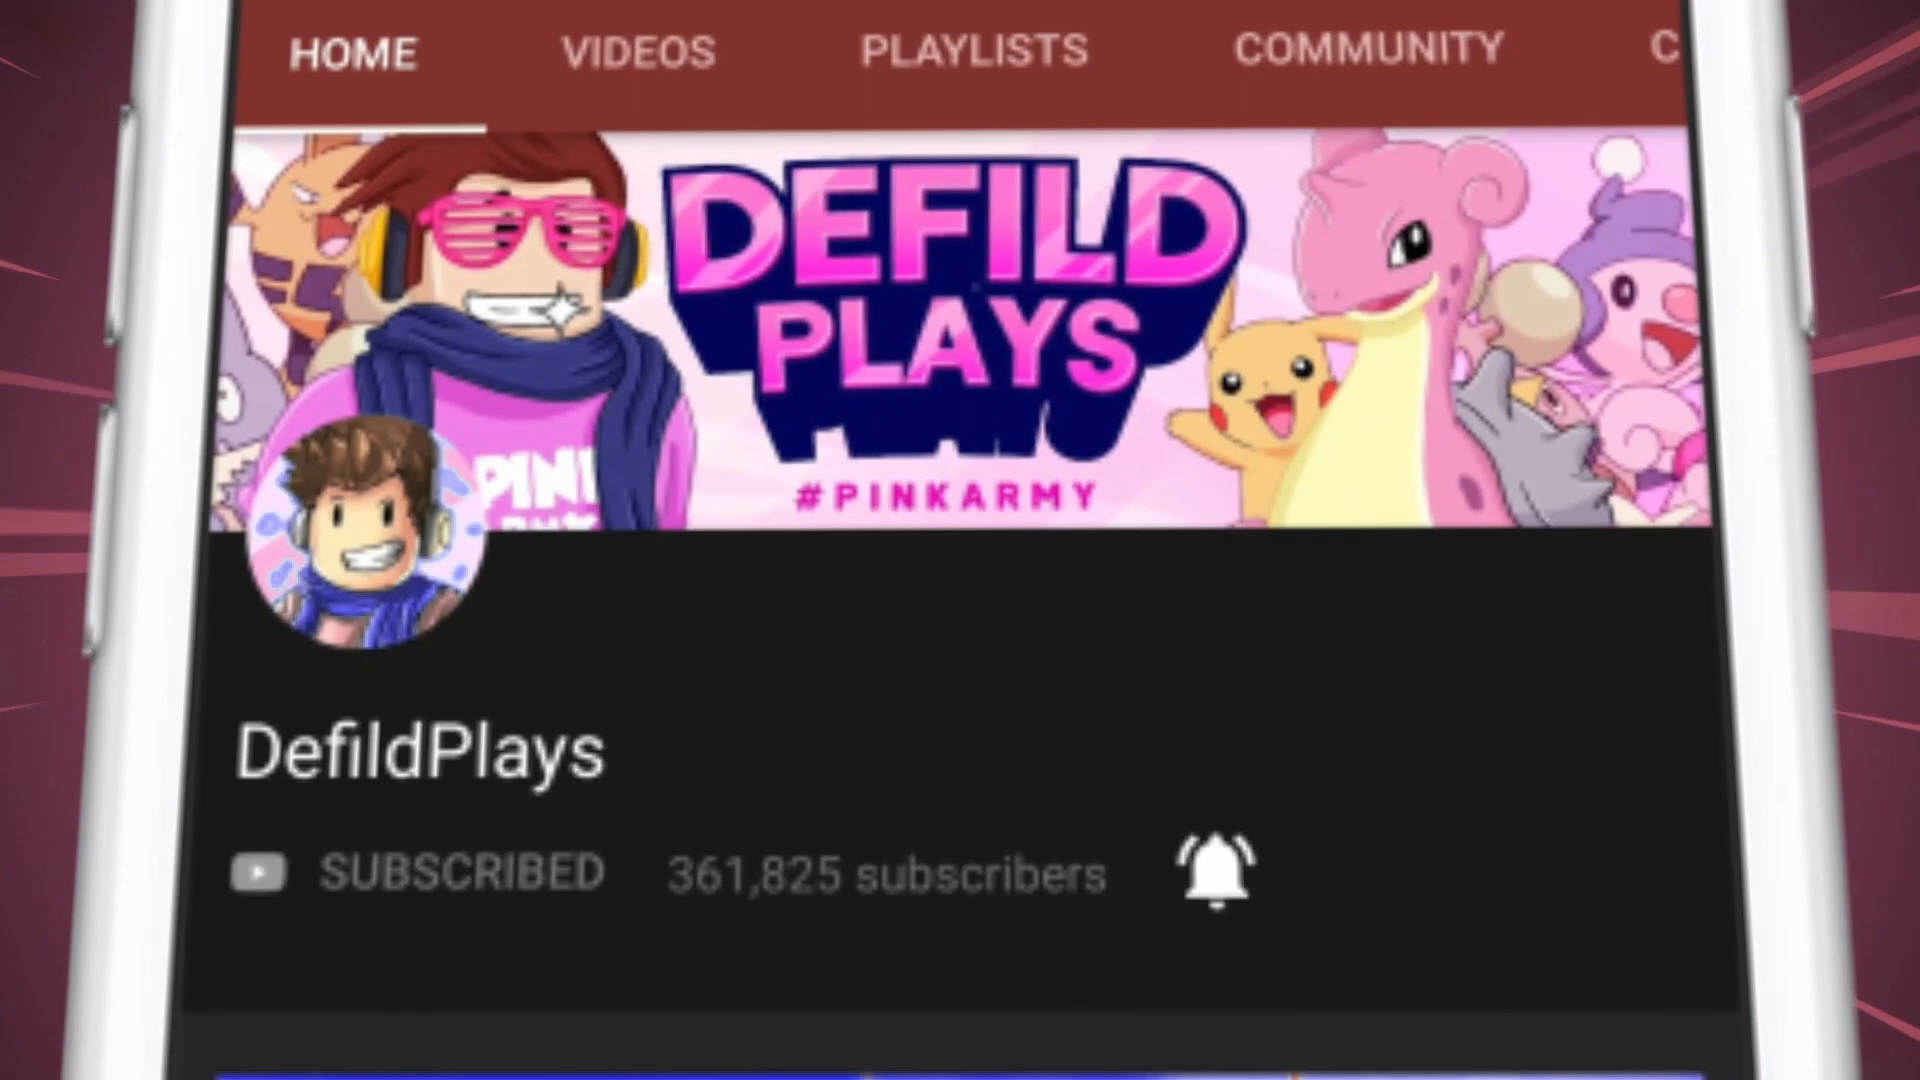 HOME VIDEOS PLAYLISTS COMMUNITY C
DEFILD
PLAYS
#PINKARMY
DefildPlays
SUBSCRIBED 361,825 subscribers